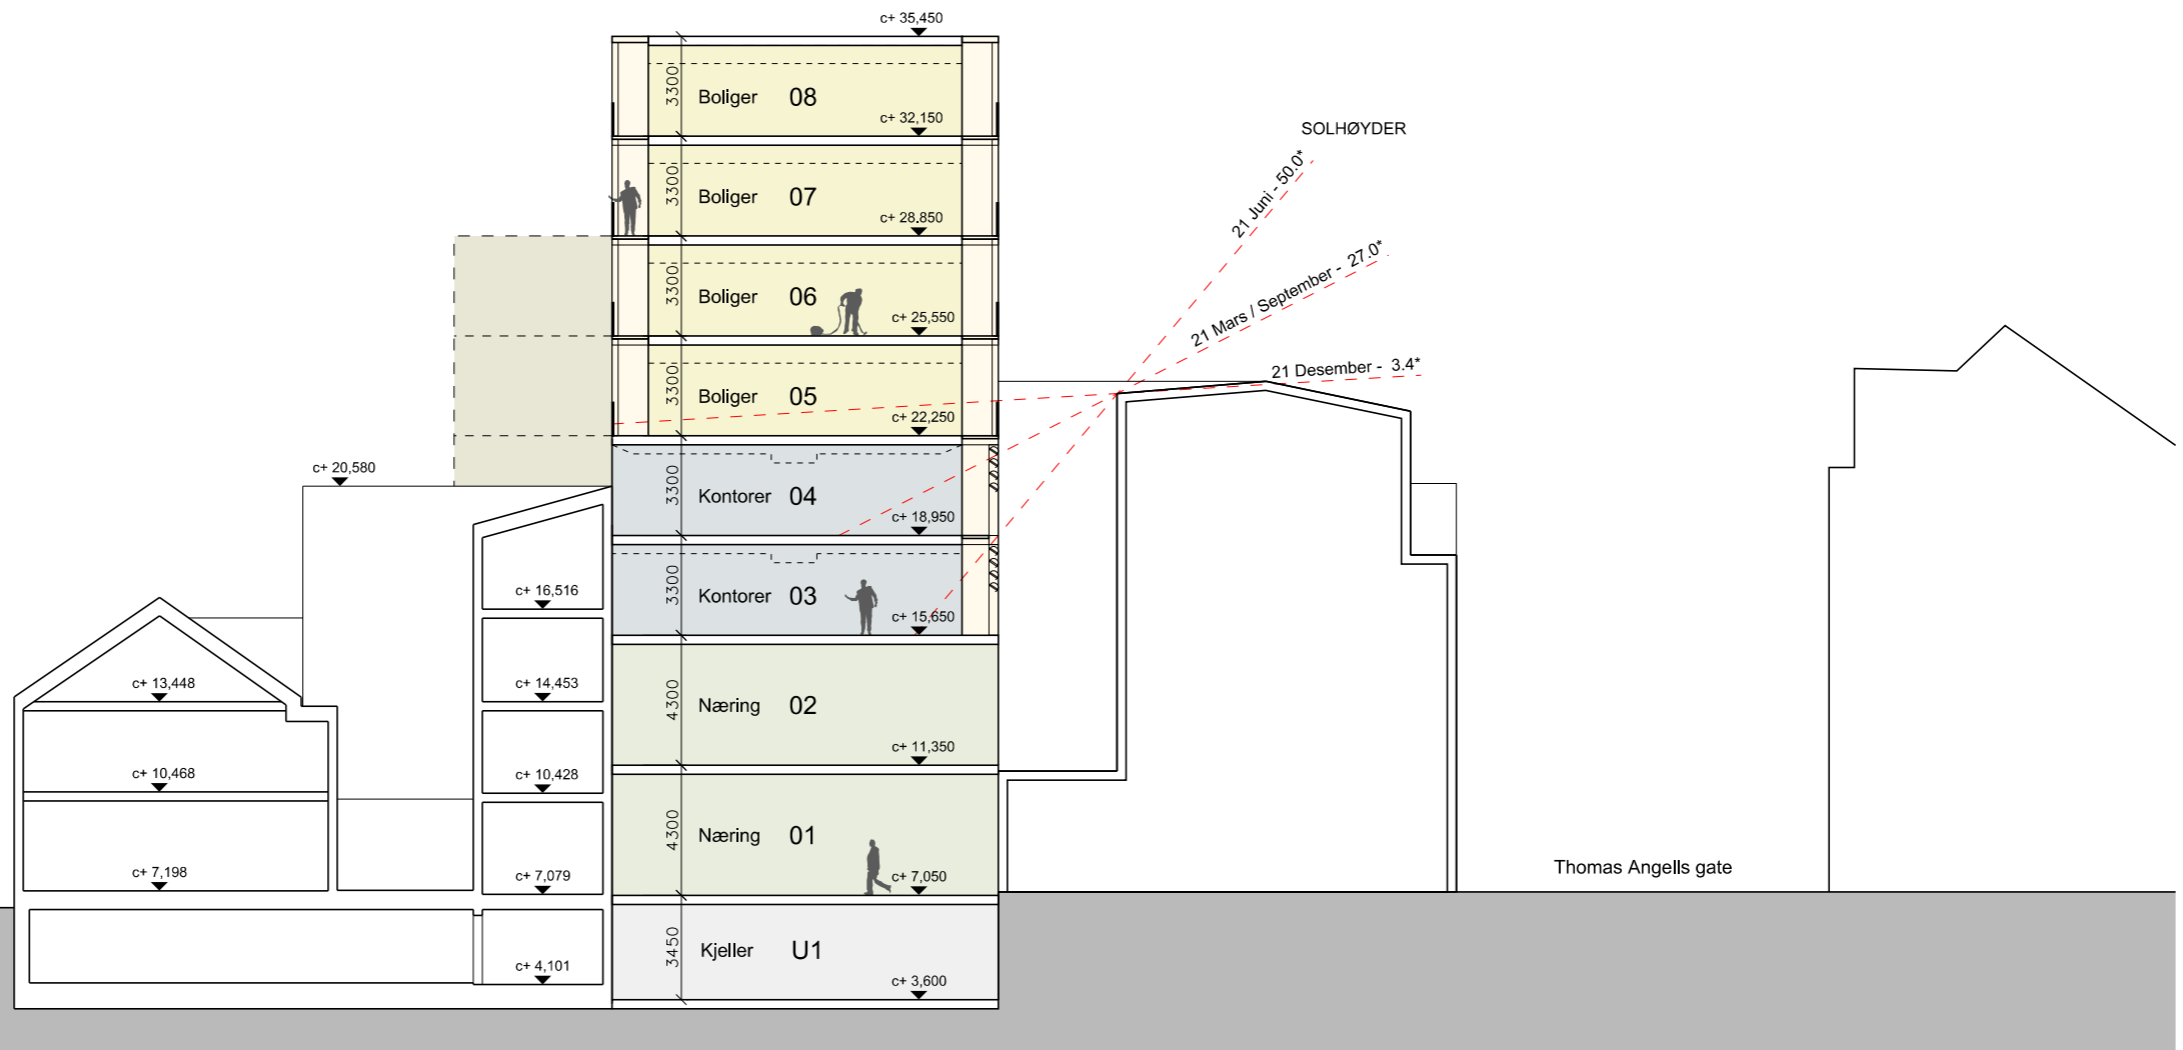 c+ 35,450
3300
Boliger 08
c+ 32,150
SOLHØYDER
21 Juni - 50.0*
3300
Boliger 07
c+ 28.850
21 Mars / September - 27.0*
3300
Boliger 06
c+ 25,550
21 Desember - 3.4*
3300
Boliger 05
c+ 22,250
c+ 20,580
3300
Kontorer 04
c+ 18,950
c+ 16,516
3300
Kontorer 03
c+ 15,650
c+ 13,448
c+ 14,453
4300
Næring 02
c+ 11,350
c+ 10,468
c+ 10,428
4300
Næring 01
c+ 7,198
c+ 7,079
c+ 7,050
Thomas Angells gate
3450
Kjeller U1
c+ 4,101
c+ 3,600